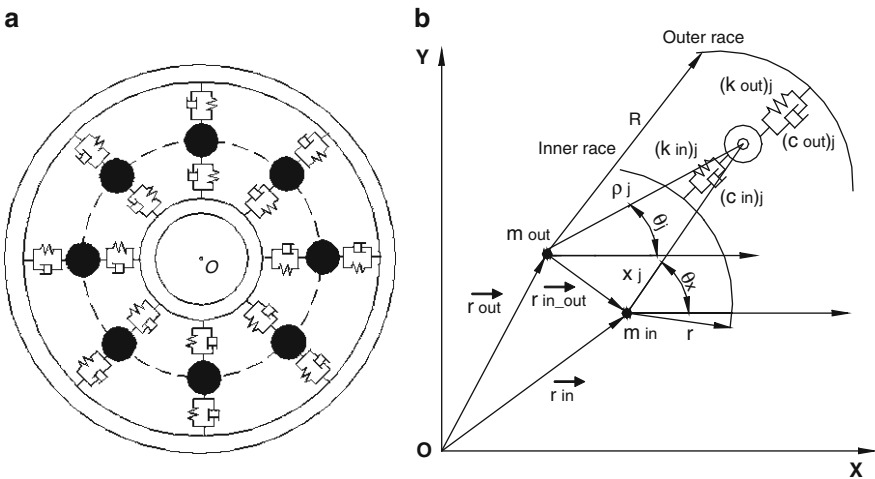 a
O
b
Y
Outer race
(k out)j
R
(c out)j
Inner race
(k in)j
(c in)j
ρ j
θj
m out
x j
θx
r out
r in_out
m in
r
r in
O
X